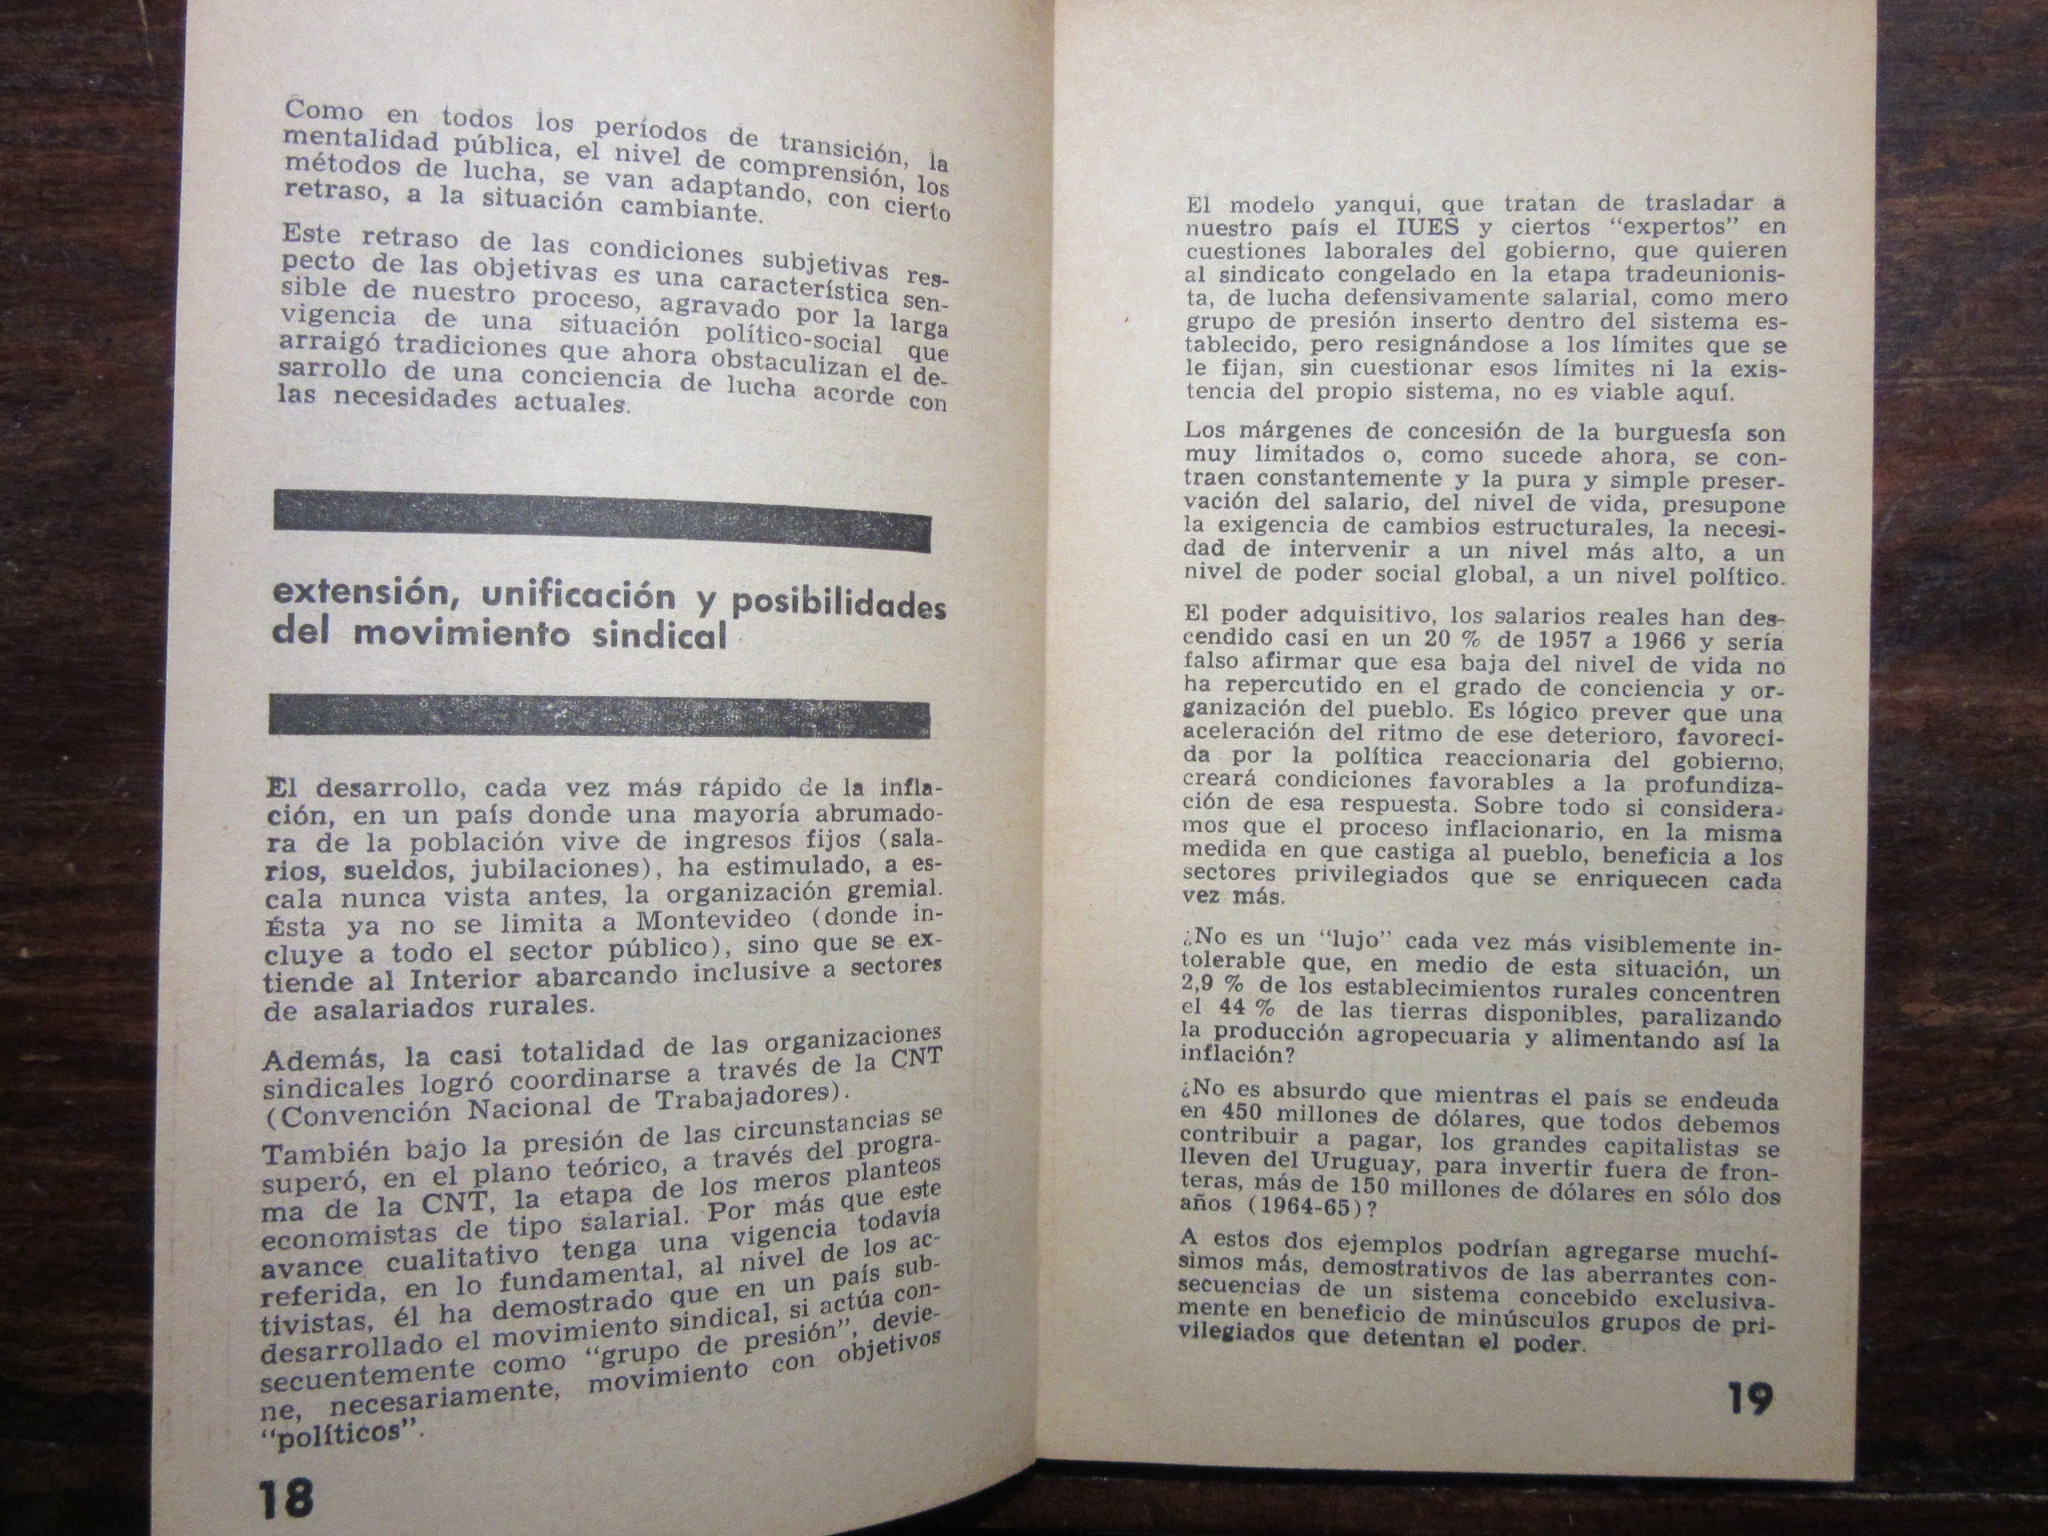 Como en todos los períodos de transición, la
mentalidad pública, el nivel de comprensión, los
métodos de lucha, se van adaptando, con cierto
retraso, a la situación cambiante.
Este retraso de las condiciones subjetivas res-
pecto de las objetivas es una característica sen-
sible de nuestro proceso, agravado por la larga
vigencia de una situación político-social que
arraigó tradiciones que ahora obstaculizan el de-
sarrollo de una conciencia de lucha acorde con
las necesidades actuales.
extensión, unificación y posibilidades
del movimiento sindical
El desarrollo, cada vez más rápido de la infla-
ción, en un país donde una mayoría abrumado-
ra de la población vive de ingresos fijos (sala-
rios, sueldos, jubilaciones), ha estimulado, a es-
cala nunca vista antes, la organización gremial.
Ésta ya no se limita a Montevideo (donde in-
cluye a todo el sector público), sino que se ex-
tiende al Interior abarcando inclusive a sectores
de asalariados rurales.
Además, la casi totalidad de las organizaciones
sindicales logró coordinarse a través de la CNT
(Convención Nacional de Trabajadores).
También bajo la presión de las circunstancias se
superó, en el plano teórico, a través del progra-
ma de la CNT, la etapa de los meros planteos
economistas de tipo salarial. Por más que este
avance cualitativo tenga una vigencia todavía
referida, en lo fundamental, al nivel de los ac-
tivistas, él ha demostrado que en un país sub-
desarrollado el movimiento sindical, si actúa con-
secuentemente como "grupo de presión", devie-
ne, necesariamente, movimiento con objetivos
"políticos".
18
El modelo yanqui, que tratan de trasladar a
nuestro país el IUES y ciertos "expertos" en
cuestiones laborales del gobierno, que quieren
al sindicato congelado en la etapa tradeunionis-
ta, de lucha defensivamente salarial, como mero
grupo de presión inserto dentro del sistema es-
tablecido, pero resignándose a los límites que se
le fijan, sin cuestionar esos límites ni la exis-
tencia del propio sistema, no es viable aquí.
Los márgenes de concesión de la burguesía son
muy limitados o, como sucede ahora, se con-
traen constantemente y la pura y simple preser-
vación del salario, del nivel de vida, presupone
la exigencia de cambios estructurales, la necesi-
dad de intervenir a un nivel más alto, a un
nivel de poder social global, a un nivel político.
El poder adquisitivo, los salarios reales han des-
cendido casi en un 20 % de 1957 a 1966 y sería
falso afirmar que esa baja del nivel de vida no
ha repercutido en el grado de conciencia y or-
ganización del pueblo. Es lógico prever que una
aceleración del ritmo de ese deterioro, favoreci-
da por la política reaccionaria del gobierno,
creará condiciones favorables a la profundiza-
ción de esa respuesta. Sobre todo si considera-
mos que el proceso inflacionario, en la misma
medida en que castiga al pueblo, beneficia a los
sectores privilegiados que se enriquecen cada
vez más.
¿No es un "lujo" cada vez más visiblemente in-
tolerable que, en medio de esta situación, un
2,9 % de los establecimientos rurales concentren
el 44 % de las tierras disponibles, paralizando
la producción agropecuaria y alimentando así la
inflación?
¿No es absurdo que mientras el país se endeuda
en 450 millones de dólares, que todos debemos
contribuir a pagar, los grandes capitalistas se
lleven del Uruguay, para invertir fuera de fron-
teras, más de 150 millones de dólares en sólo dos
años (1964-65)?
A estos dos ejemplos podrían agregarse muchí-
simos más, demostrativos de las aberrantes con-
secuencias de un sistema concebido exclusiva-
mente en beneficio de minúsculos grupos de pri-
vilegiados que detentan el poder.
19